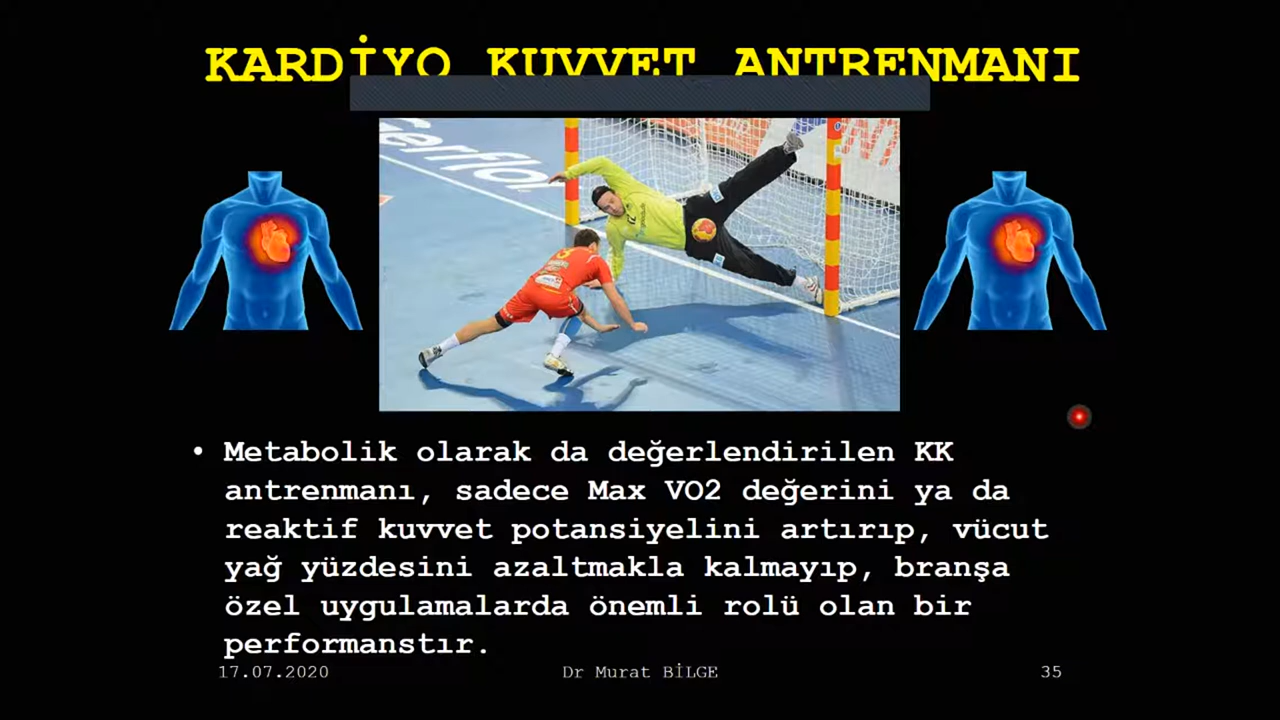 KARDİYO KUVVET ANTRENMANI
Gerflor
• Metabolik olarak da değerlendirilen KK
antrenmanı, sadece Max VO2 değerini ya da
reaktif kuvvet potansiyelini artırıp, vücut
yağ yüzdesini azaltmakla kalmayıp, branşa
özel uygulamalarda önemli rolü olan bir
performanstır.
17.07.2020 Dr Murat BİLGE 35